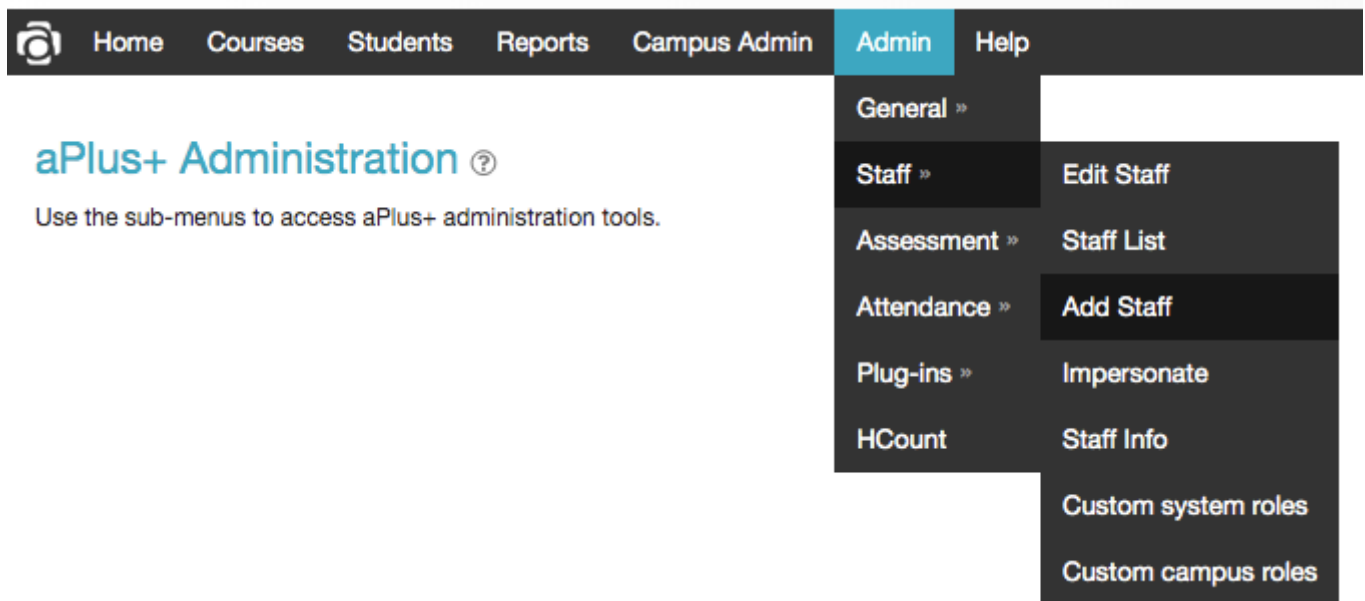 Home Courses Students Reports Campus Admin Admin Help
aPlus+ Administration ?
Use the sub-menus to access aPlus+ administration tools.
General »
Staff »
Assessment »
Attendance »
Plug-ins »
HCount
Edit Staff
Staff List
Add Staff
Impersonate
Staff Info
Custom system roles
Custom campus roles